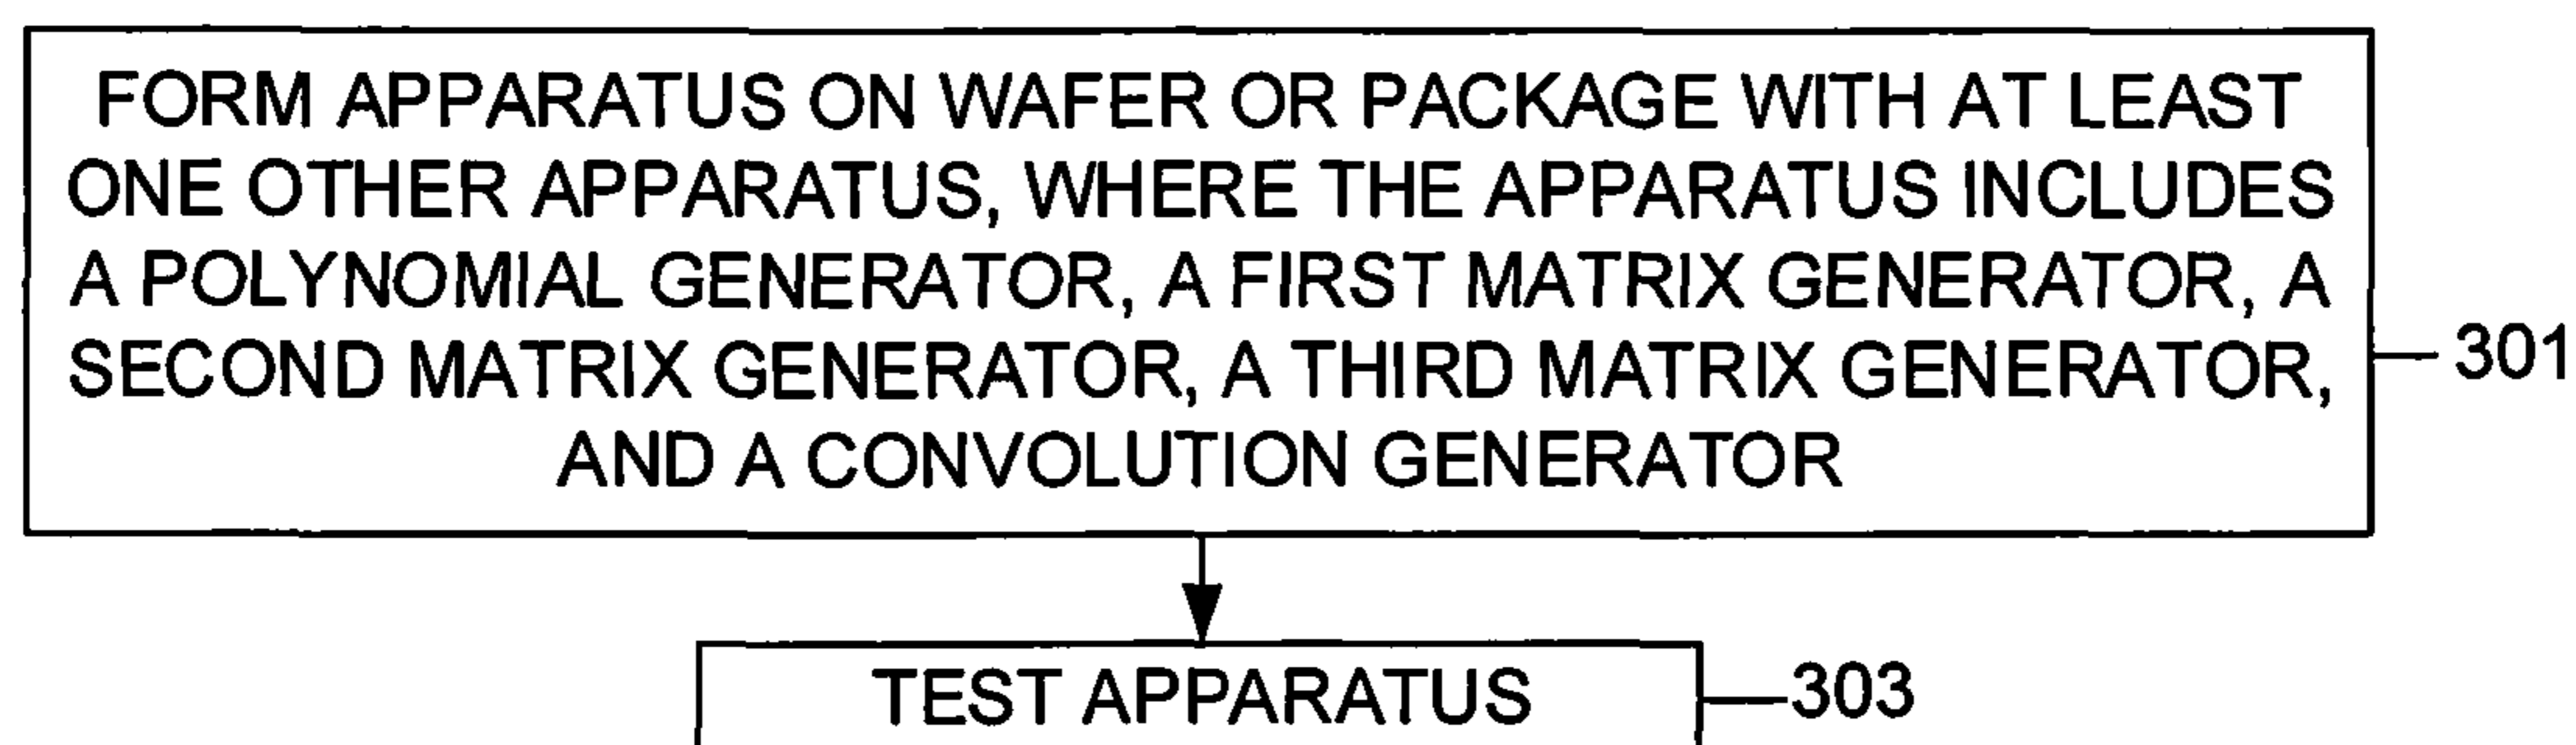 FORM APPARATUS ON WAFER OR PACKAGE WITH AT LEAST
ONE OTHER APPARATUS, WHERE THE APPARATUS INCLUDES
A POLYNOMIAL GENERATOR, A FIRST MATRIX GENERATOR, A
SECOND MATRIX GENERATOR, A THIRD MATRIX GENERATOR,
AND A CONVOLUTION GENERATOR
301
TEST APPARATUS
303